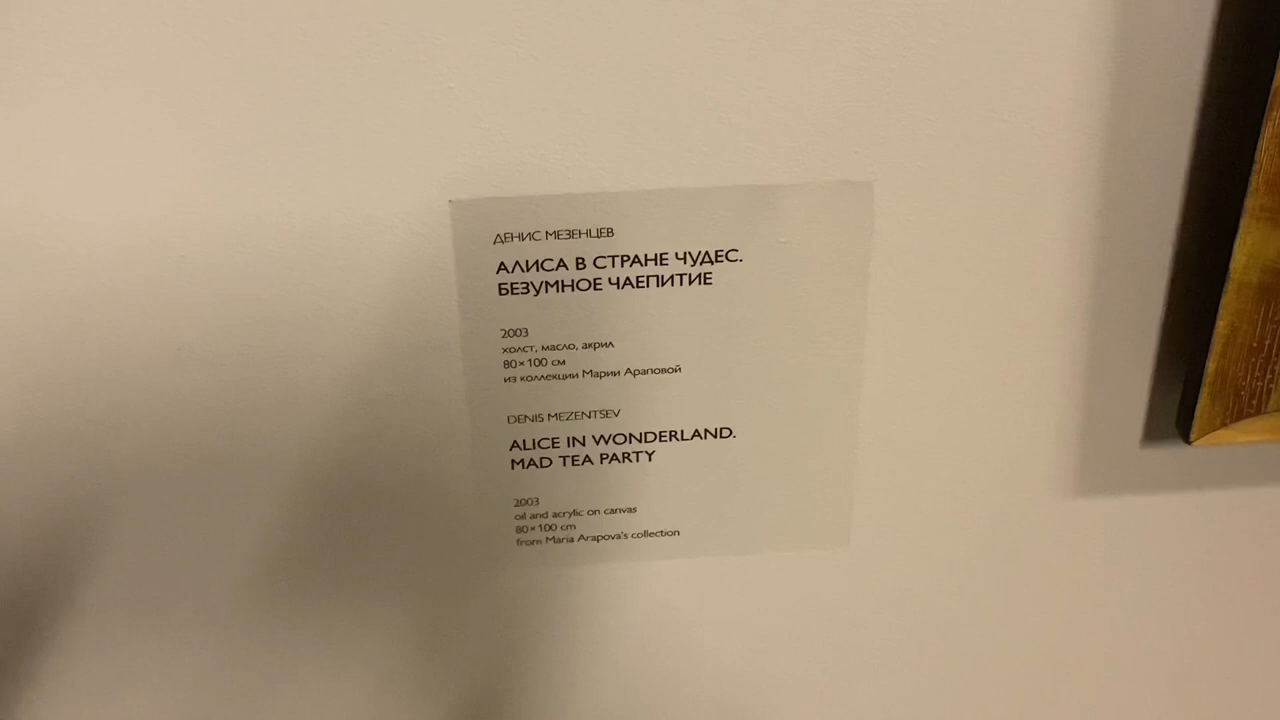 ДЕНИС МЕЗЕНЦЕВ
АЛИСА В СТРАНЕ ЧУДЕС.
БЕЗУМНОЕ ЧАЕПИТИЕ
2003
холст, масло, акрил
80×100 см
из коллекции Марии Араповой
DENIS MEZENTSEV
ALICE IN WONDERLAND.
MAD TEA PARTY
2003
oil and acrylic on canvas
80×100 cm
from Maria Arapova's collection